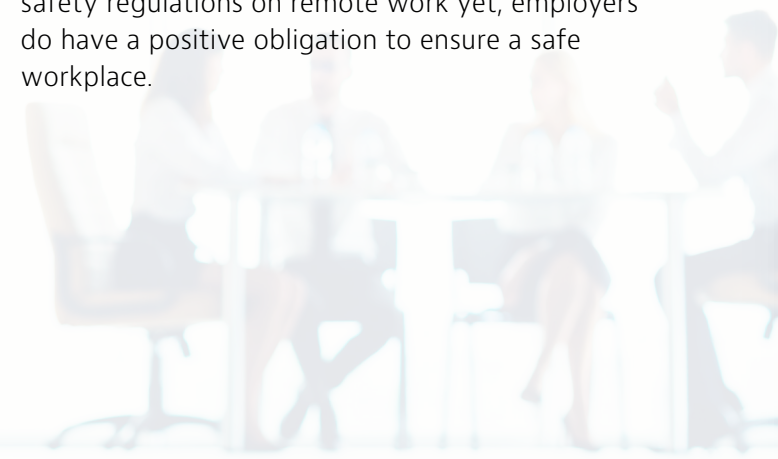 safety regulations on remote work yet, employers
do have a positive obligation to ensure a safe
workplace.